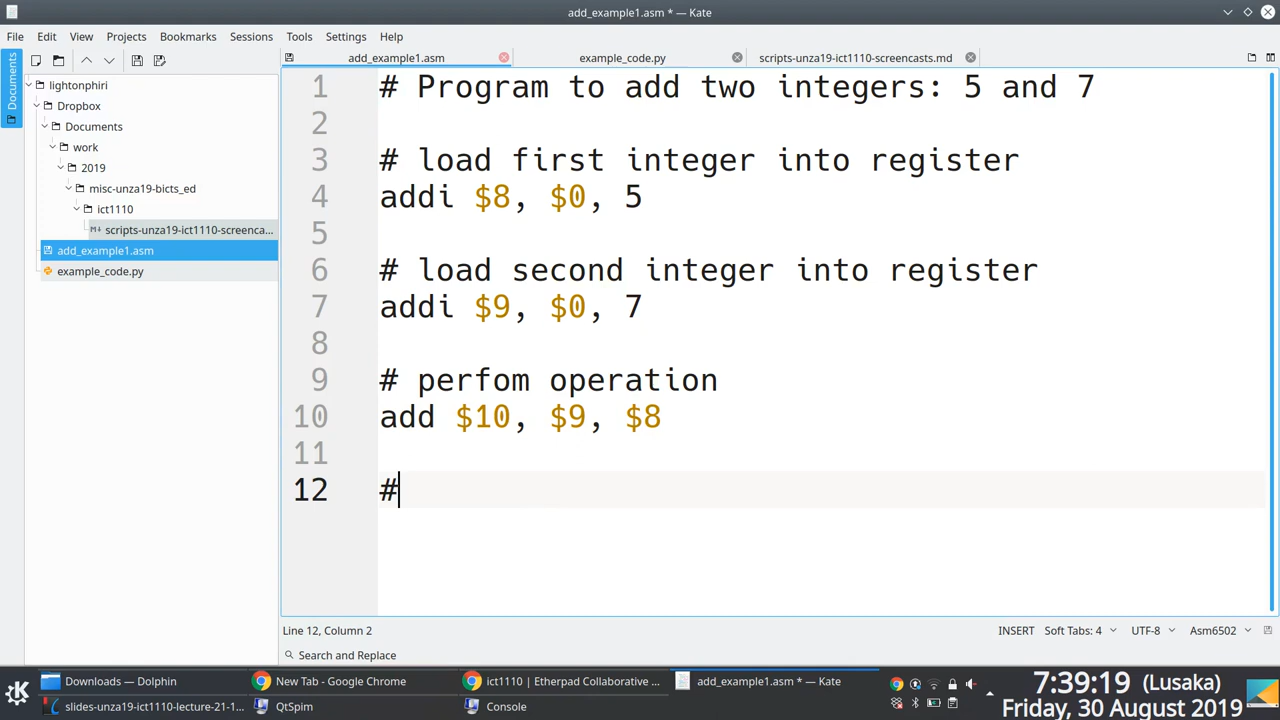 add_example1.asm * — Kate
File Edit View Projects Bookmarks Sessions Tools Settings Help
Documents
add_example1.asm
example_code.py
scripts-unza19-ict1110-screencasts.md
lightonphiri
Dropbox
Documents
work
2019
misc-unza19-bicts_ed
ict1110
scripts-unza19-ict1110-screenca...
add_example1.asm
example_code.py
1 # Program to add two integers: 5 and 7
2
3 # load first integer into register
4 addi $8, $0, 5
5
6 # load second integer into register
7 addi $9, $0, 7
8
9 # perfom operation
10 add $10, $9, $8
11
12 #
Line 12, Column 2
INSERT Soft Tabs: 4 UTF-8 Asm6502
Search and Replace
Downloads — Dolphin
New Tab - Google Chrome
ict1110 | Etherpad Collaborative ...
add_example1.asm * — Kate
slides-unza19-ict1110-lecture-21-1...
QtSpim
Console
7:39:19 (Lusaka)
Friday, 30 August 2019